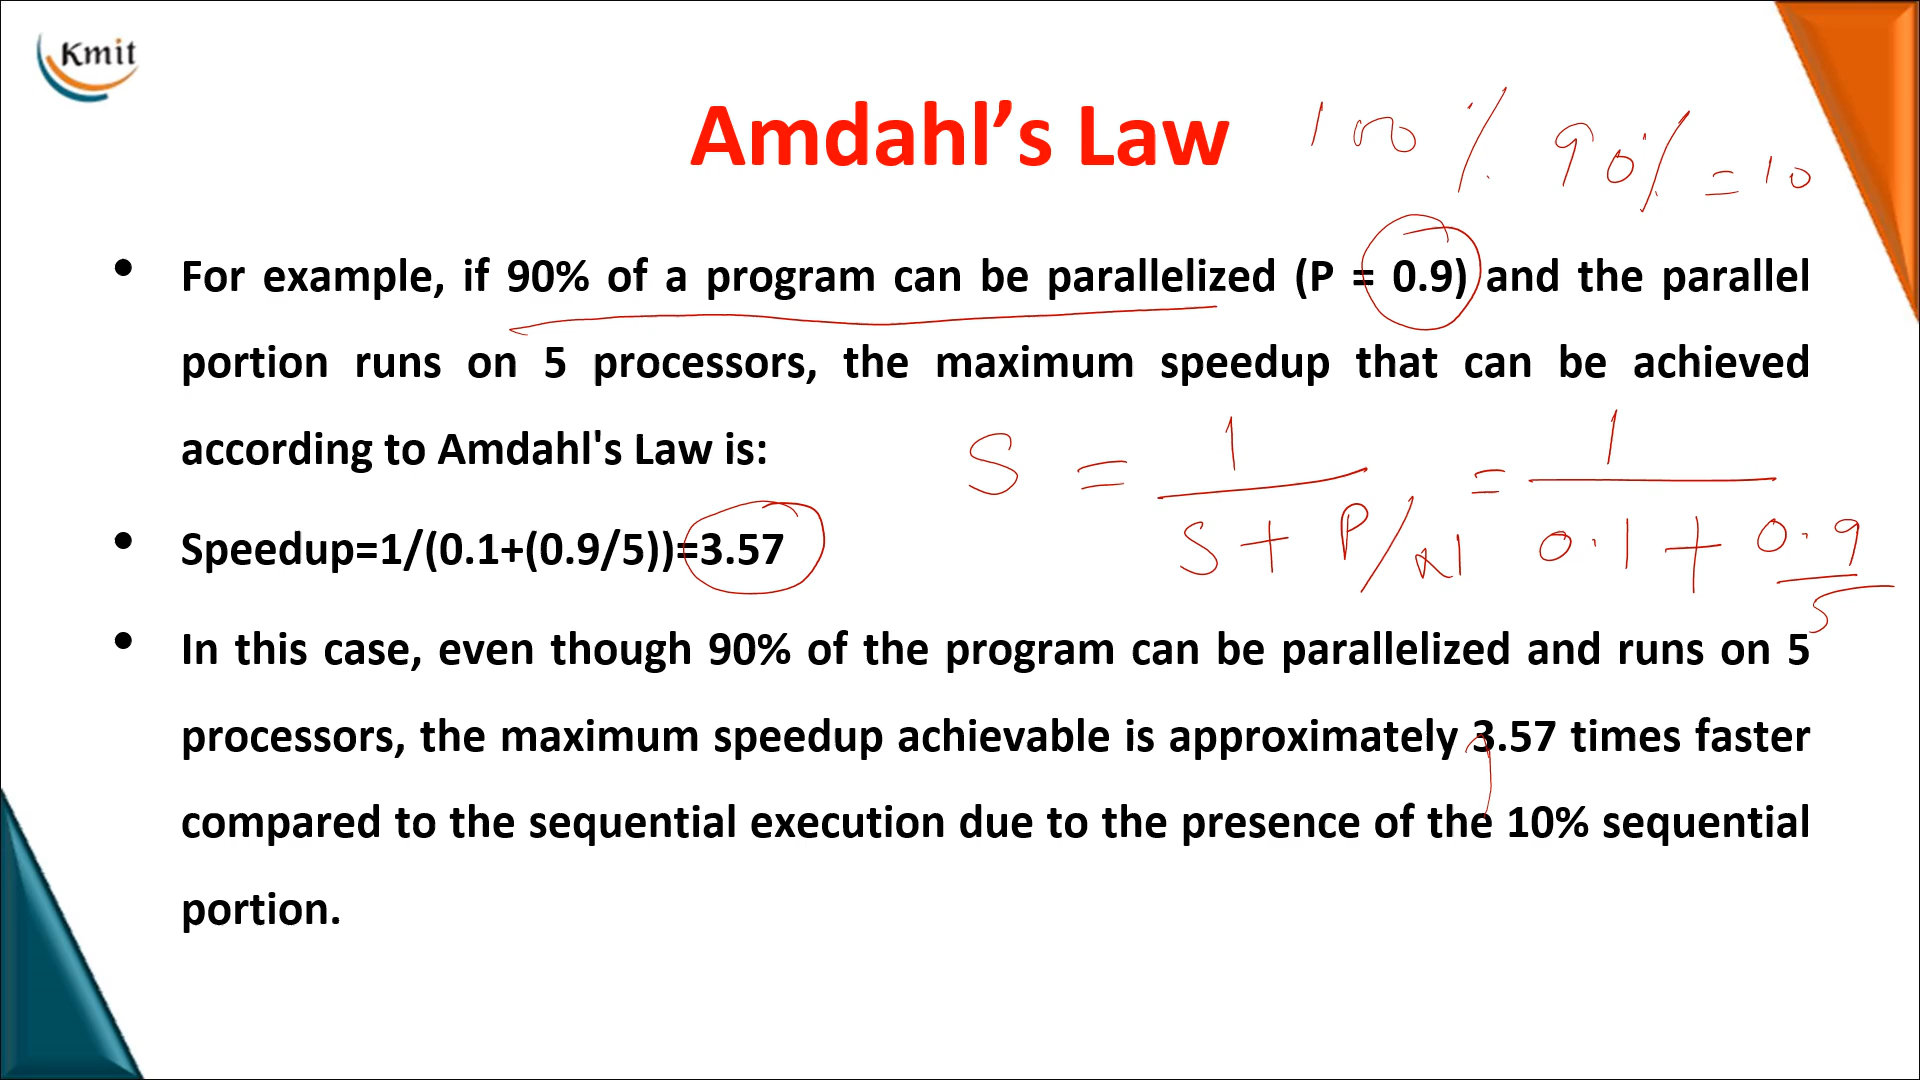 Kmit
Amdahl’s Law
100% 90% = 10
For example, if 90% of a program can be parallelized (P = 0.9) and the parallel
portion runs on 5 processors, the maximum speedup that can be achieved
according to Amdahl's Law is:
S = 1 / S + P/N = 1 / 0.1 + 0.9 / 5
Speedup=1/(0.1+(0.9/5))=3.57
In this case, even though 90% of the program can be parallelized and runs on 5
processors, the maximum speedup achievable is approximately 3.57 times faster
compared to the sequential execution due to the presence of the 10% sequential
portion.